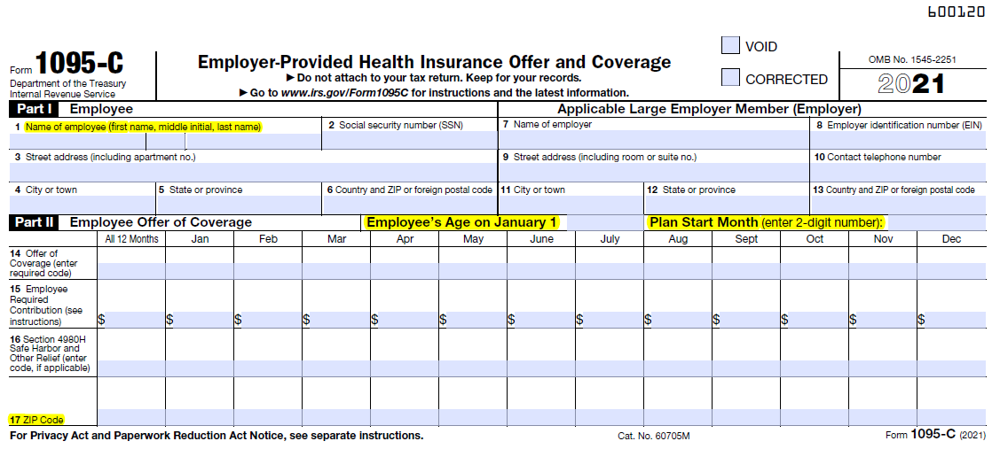 600120
VOID
CORRECTED
Form 1095-C
Department of the Treasury
Internal Revenue Service
Employer-Provided Health Insurance Offer and Coverage
▶ Do not attach to your tax return. Keep for your records.
▶ Go to www.irs.gov/Form1095C for instructions and the latest information.
OMB No. 1545-2251
2021
Part I Employee
Applicable Large Employer Member (Employer)
1 Name of employee (first name, middle initial, last name)
2 Social security number (SSN)
7 Name of employer
8 Employer identification number (EIN)
3 Street address (including apartment no.)
9 Street address (including room or suite no.)
10 Contact telephone number
4 City or town
5 State or province
6 Country and ZIP or foreign postal code
11 City or town
12 State or province
13 Country and ZIP or foreign postal code
Part II Employee Offer of Coverage
Employee's Age on January 1
Plan Start Month (enter 2-digit number):
All 12 Months Jan Feb Mar Apr May June July Aug Sept Oct Nov Dec
14 Offer of
Coverage (enter
required code)
15 Employee
Required
Contribution (see
instructions)
$ $ $ $ $ $ $ $ $ $ $ $ $
16 Section 4980H
Safe Harbor and
Other Relief (enter
code, if applicable)
17 ZIP Code
For Privacy Act and Paperwork Reduction Act Notice, see separate instructions.
Cat. No. 60705M
Form 1095-C (2021)